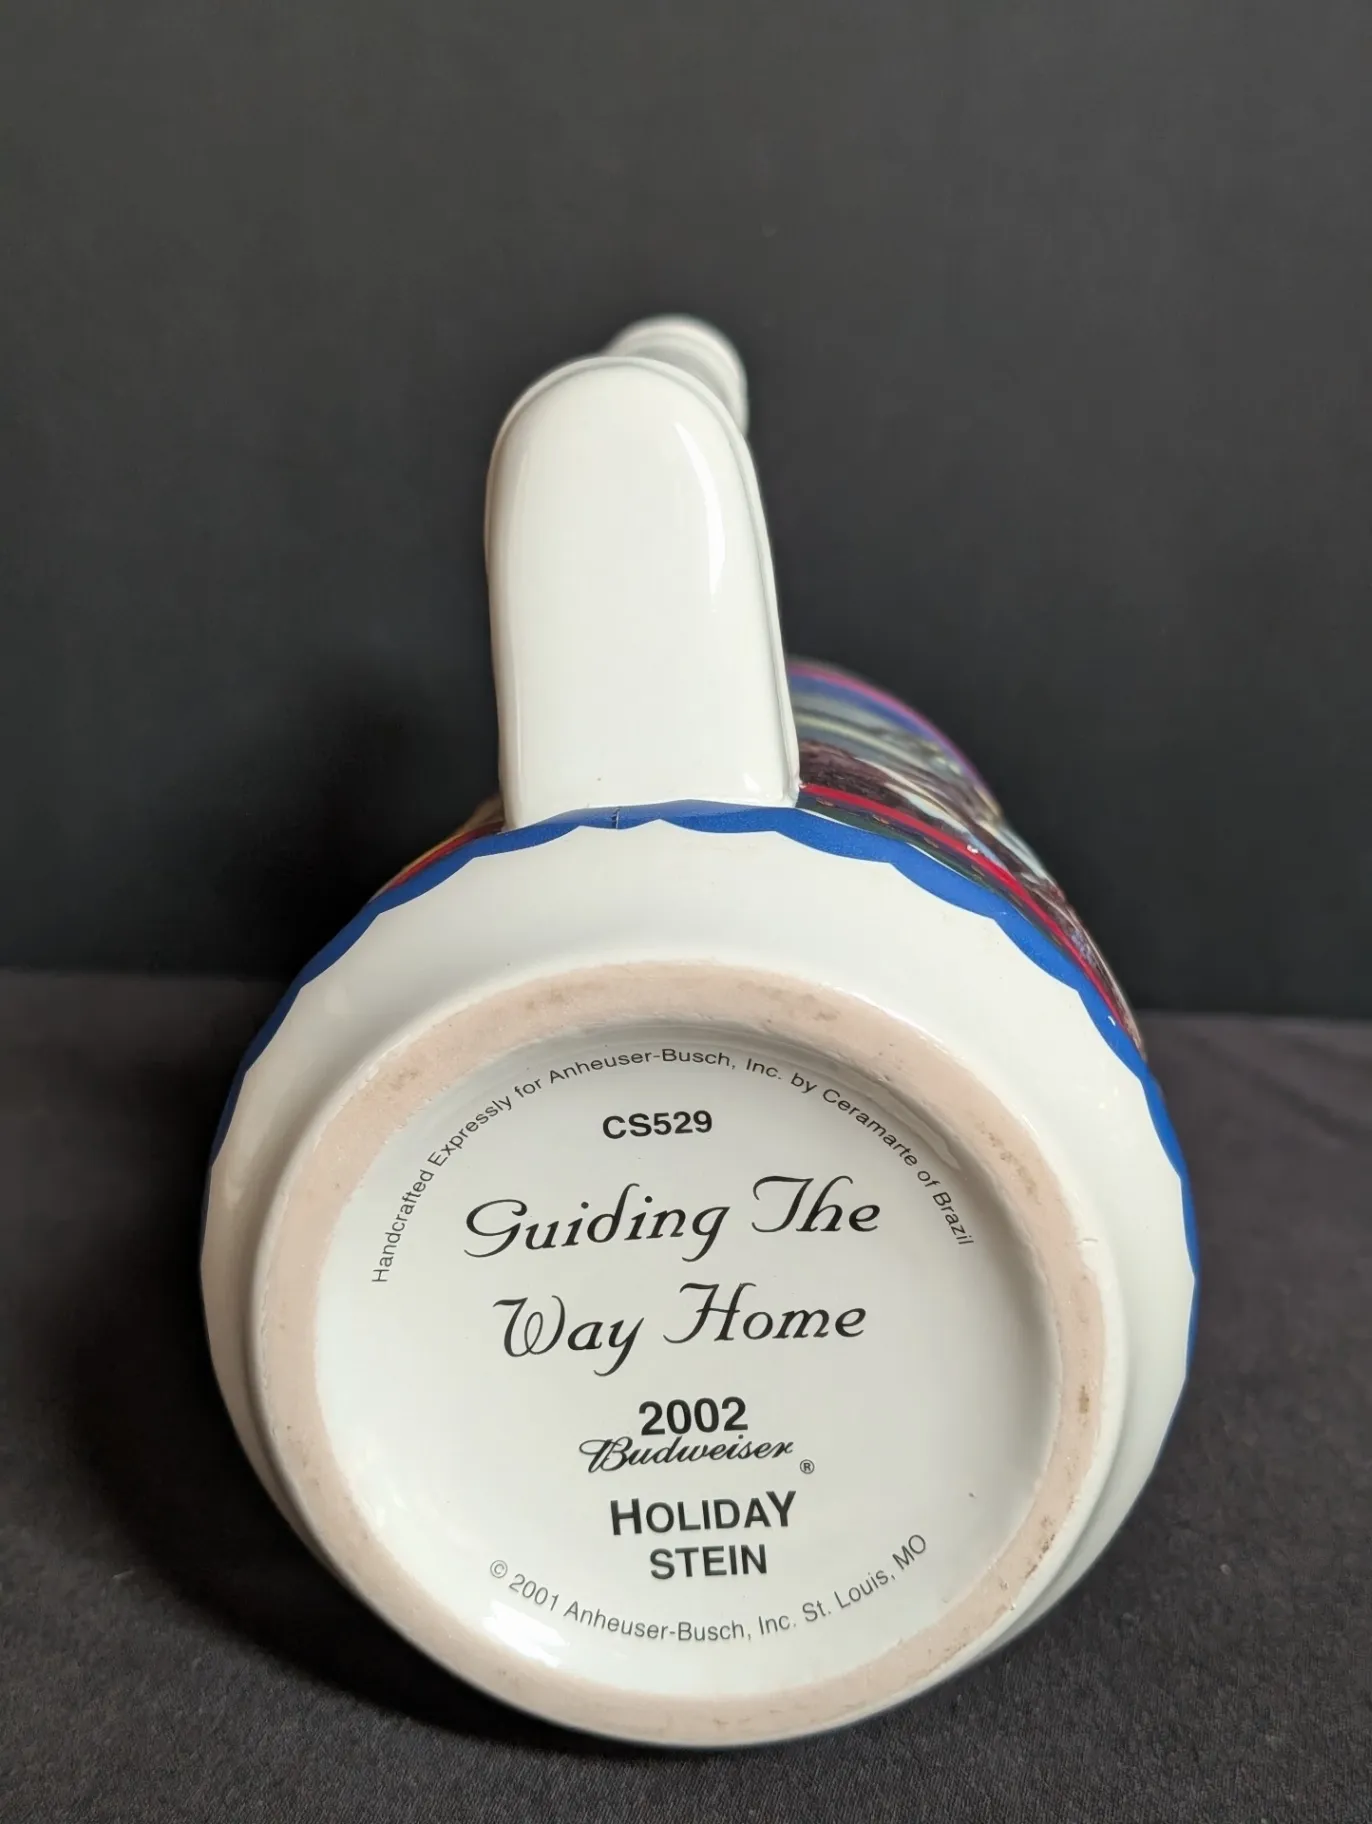 Handcrafted Expressly for Anheuser-Busch, Inc. by Ceramarte of Brazil
CS529
Guiding The
Way Home
2002
Budweiser®
HOLIDAY
STEIN
© 2001 Anheuser-Busch, Inc. St. Louis, MO